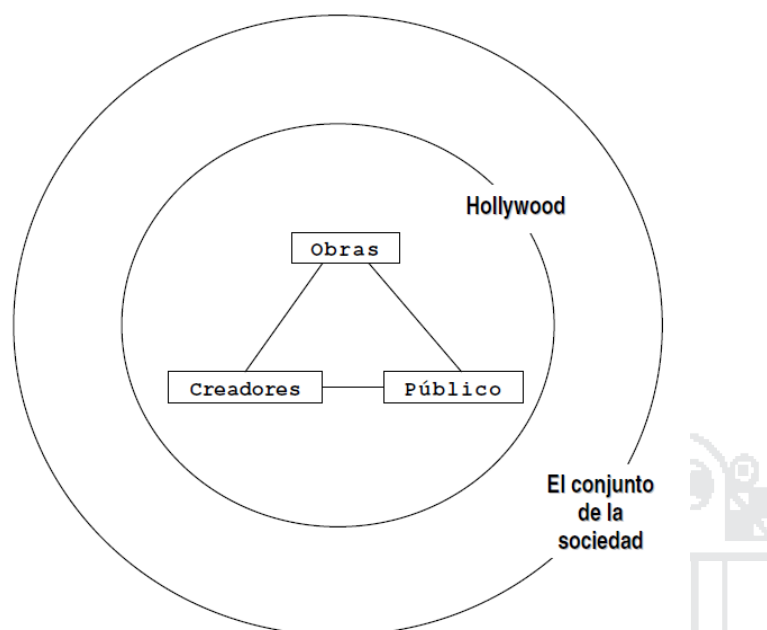 Hollywood
Obras
Creadores
Público
El conjunto
de la
sociedad